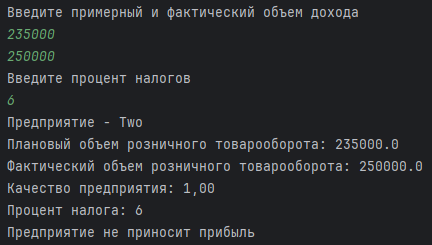 Введите примерный и фактический объем дохода
235000
250000
Введите процент налогов
6
Предприятие - Two
Плановый объем розничного товарооборота: 235000.0
Фактический объем розничного товарооборота: 250000.0
Качество предприятия: 1,00
Процент налога: 6
Предприятие не приносит прибыль